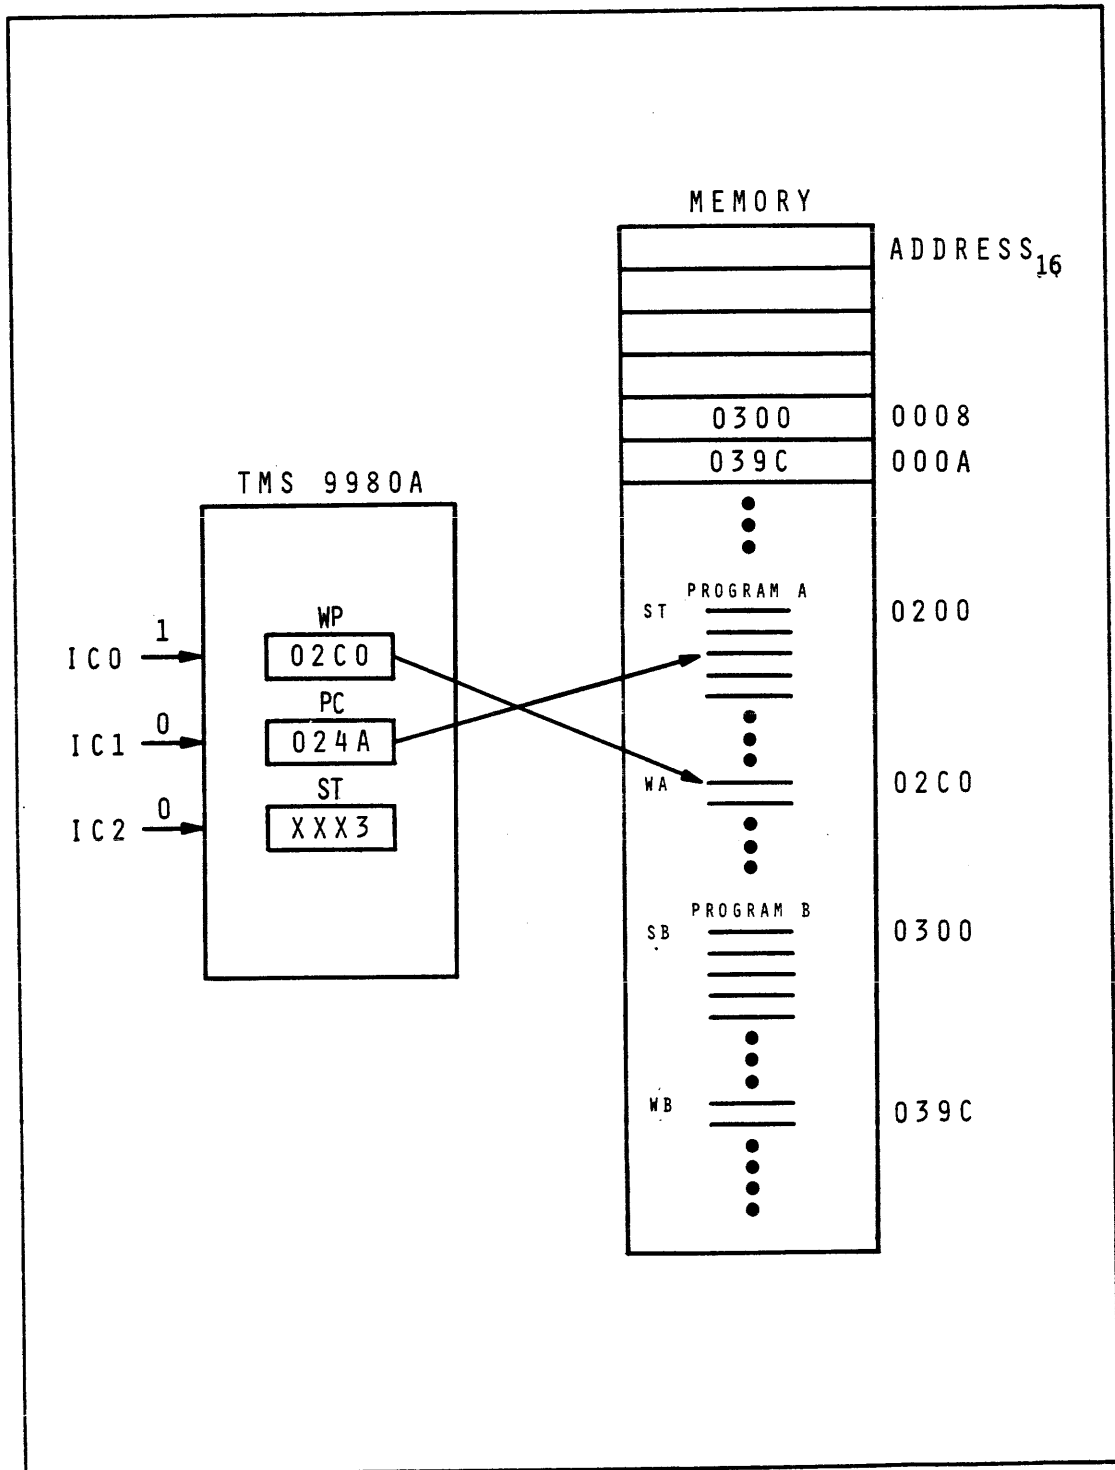 MEMORY
ADDRESS16
0300 0008
039C 000A
TMS 9980A
PROGRAM A
ST 0200
1
WP
IC0 02C0
PC
0
IC1 024A
WA 02C0
ST
0
IC2 XXX3
PROGRAM B
SB 0300
WB 039C